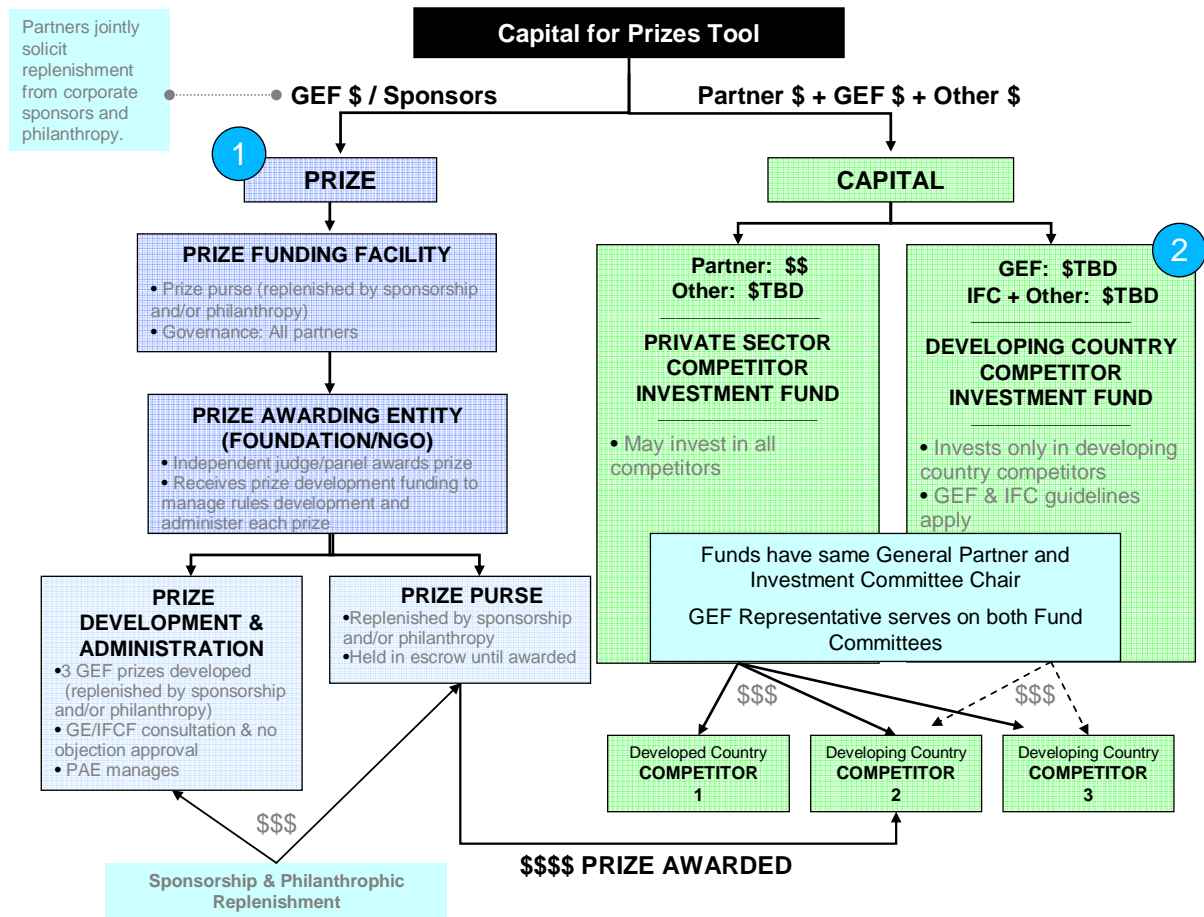 Capital for Prizes Tool
Partners jointly
solicit
replenishment
from corporate
sponsors and
philanthropy.
GEF $ / Sponsors
Partner $ + GEF $ + Other $
1
PRIZE
CAPITAL
PRIZE FUNDING FACILITY
• Prize purse (replenished by sponsorship
and/or philanthropy)
• Governance: All partners
PRIZE AWARDING ENTITY
(FOUNDATION/NGO)
• Independent judge/panel awards prize
• Receives prize development funding to
manage rules development and
administer each prize
PRIZE
DEVELOPMENT &
ADMINISTRATION
•3 GEF prizes developed
(replenished by sponsorship
and/or philanthropy)
•GE/IFCF consultation & no
objection approval
• PAE manages
PRIZE PURSE
•Replenished by sponsorship
and/or philanthropy
•Held in escrow until awarded
$$$
Sponsorship & Philanthropic
Replenishment
Partner: $$
Other: $TBD
PRIVATE SECTOR
COMPETITOR
INVESTMENT FUND
• May invest in all
competitors
2
GEF: $TBD
IFC + Other: $TBD
DEVELOPING COUNTRY
COMPETITOR
INVESTMENT FUND
• Invests only in developing
country competitors
• GEF & IFC guidelines
apply
Funds have same General Partner and
Investment Committee Chair
GEF Representative serves on both Fund
Committees
$$$
$$$
Developed Country
COMPETITOR
1
Developing Country
COMPETITOR
2
Developing Country
COMPETITOR
3
$$$$ PRIZE AWARDED